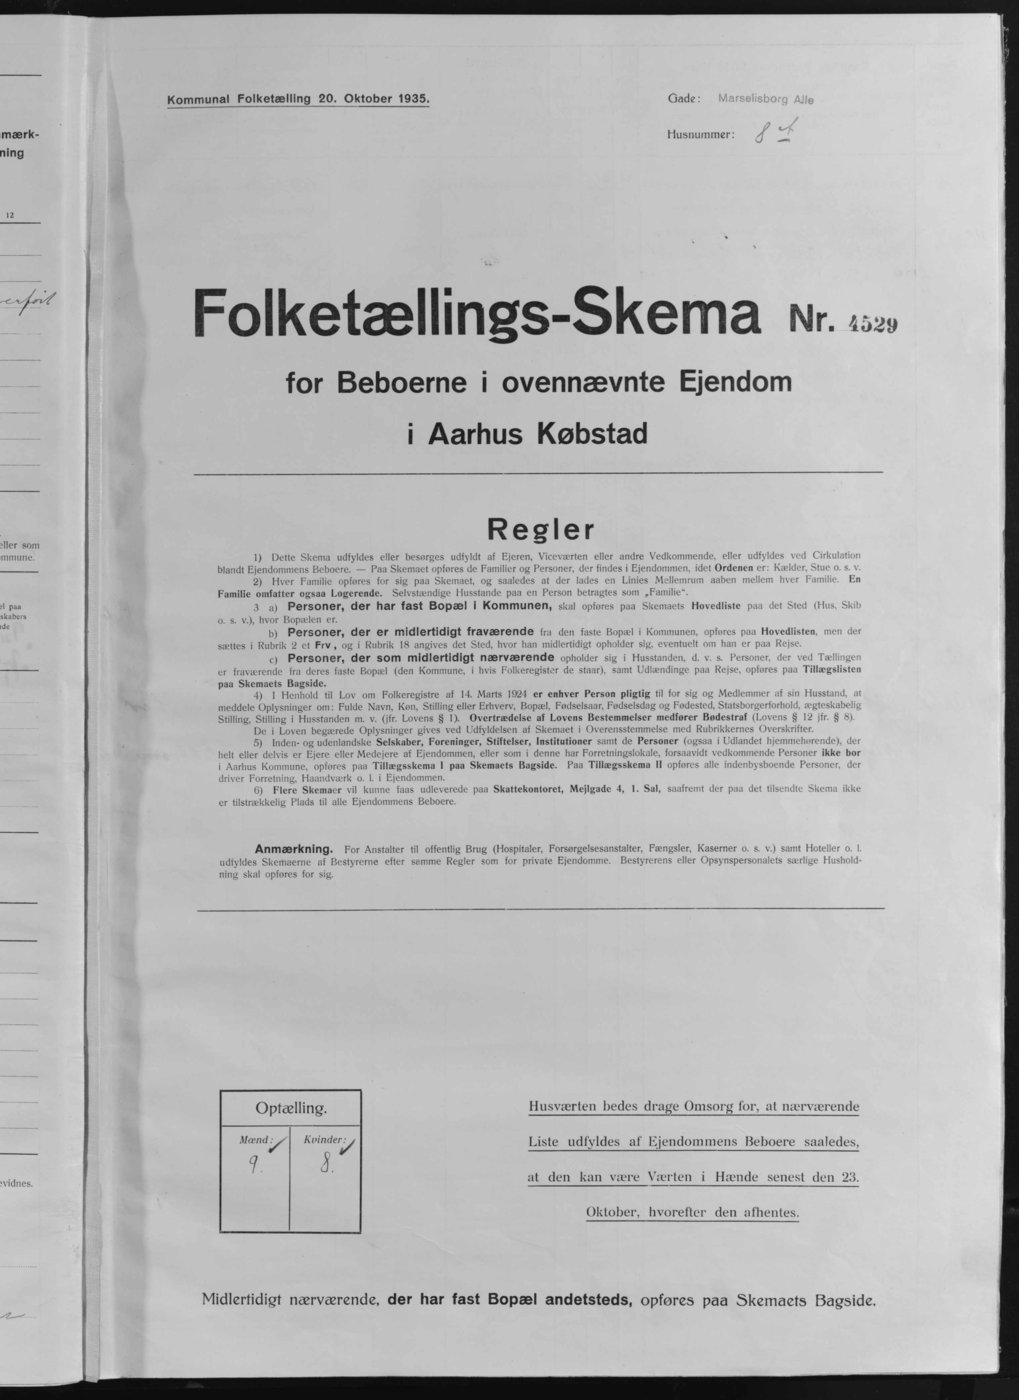 mærk-
ning
12
erført
eller som
ommune.
el paa
skabers
evidnes.
Kommunal Folketælling 20. Oktober 1935.
Gade: Marselisborg Alle
Husnummer: 8
Folketællings-Skema Nr. 4529
for Beboerne i ovennævnte Ejendom
i Aarhus Købstad
Regler
1) Dette Skema udfyldes eller besørges udfyldt af Ejeren, Viceværten eller andre Vedkommende, eller udfyldes ved Cirkulation
blandt Ejendommens Beboere. — Paa Skemaet opføres de Familier og Personer, der findes i Ejendommen, idet Ordenen er: Kælder, Stue o. s. v.
2) Hver Familie opføres for sig paa Skemaet, og saaledes at der lades en Linies Mellemrum aaben mellem hver Familie. En
Familie omfatter ogsaa Logerende. Selvstændige Husstande paa en Person betragtes som „Familie".
3 a) Personer, der har fast Bopæl i Kommunen, skal opføres paa Skemaets Hovedliste paa det Sted (Hus, Skib
o. s. v.), hvor Bopælen er.
b) Personer, der er midlertidigt fraværende fra den faste Bopæl i Kommunen, opføres paa Hovedlisten, men der
sættes i Rubrik 2 et Frv., og i Rubrik 18 angives det Sted, hvor han midlertidigt opholder sig, eventuelt om han er paa Rejse.
c) Personer, der som midlertidigt nærværende opholder sig i Husstanden, d. v. s. Personer, der ved Tællingen
er fraværende fra deres faste Bopæl (den Kommune, i hvis Folkeregister de staar), samt Udlændinge paa Rejse, opføres paa Tillægslisten
paa Skemaets Bagside.
4) I Henhold til Lov om Folkeregistre af 14. Marts 1924 er enhver Person pligtig til for sig og Medlemmer af sin Husstand, at
meddele Oplysninger om: Fulde Navn, Køn, Stilling eller Erhverv, Bopæl, Fødselsaar, Fødselsdag og Fødested, Statsborgerforhold, ægteskabelig
Stilling, Stilling i Husstanden m. v. (jfr. Lovens § 1). Overtrædelse af Lovens Bestemmelser medfører Bødestraf (Lovens § 12 jfr. § 8).
De i Loven begærede Oplysninger gives ved Udfyldelsen af Skemaet i Overensstemmelse med Rubrikkernes Overskrifter.
5) Inden- og udenlandske Selskaber, Foreninger, Stiftelser, Institutioner samt de Personer (ogsaa i Udlandet hjemmehørende), der
helt eller delvis er Ejere eller Medejere af Ejendommen, eller som i denne har Forretningslokale, forsaavidt vedkommende Personer ikke bor
i Aarhus Kommune, opføres paa Tillægsskema I paa Skemaets Bagside. Paa Tillægsskema II opføres alle indenbysboende Personer, der
driver Forretning, Haandværk o. l. i Ejendommen.
6) Flere Skemaer vil kunne faas udleverede paa Skattekontoret, Mejlgade 4, 1. Sal, saafremt der paa det tilsendte Skema ikke
er tilstrækkelig Plads til alle Ejendommens Beboere.
Anmærkning. For Anstalter til offentlig Brug (Hospitaler, Forsørgelsesanstalter, Fængsler, Kaserner o. s. v.) samt Hoteller o. l.
udfyldes Skemaerne af Bestyrerne efter samme Regler som for private Ejendomme. Bestyrerens eller Opsynspersonalets særlige Hushold-
ning skal opføres for sig.
Optælling.
Mænd: Kvinder:
9. 8.
Husværten bedes drage Omsorg for, at nærværende
Liste udfyldes af Ejendommens Beboere saaledes,
at den kan være Værten i Hænde senest den 23.
Oktober, hvorefter den afhentes.
Midlertidigt nærværende, der har fast Bopæl andetsteds, opføres paa Skemaets Bagside.